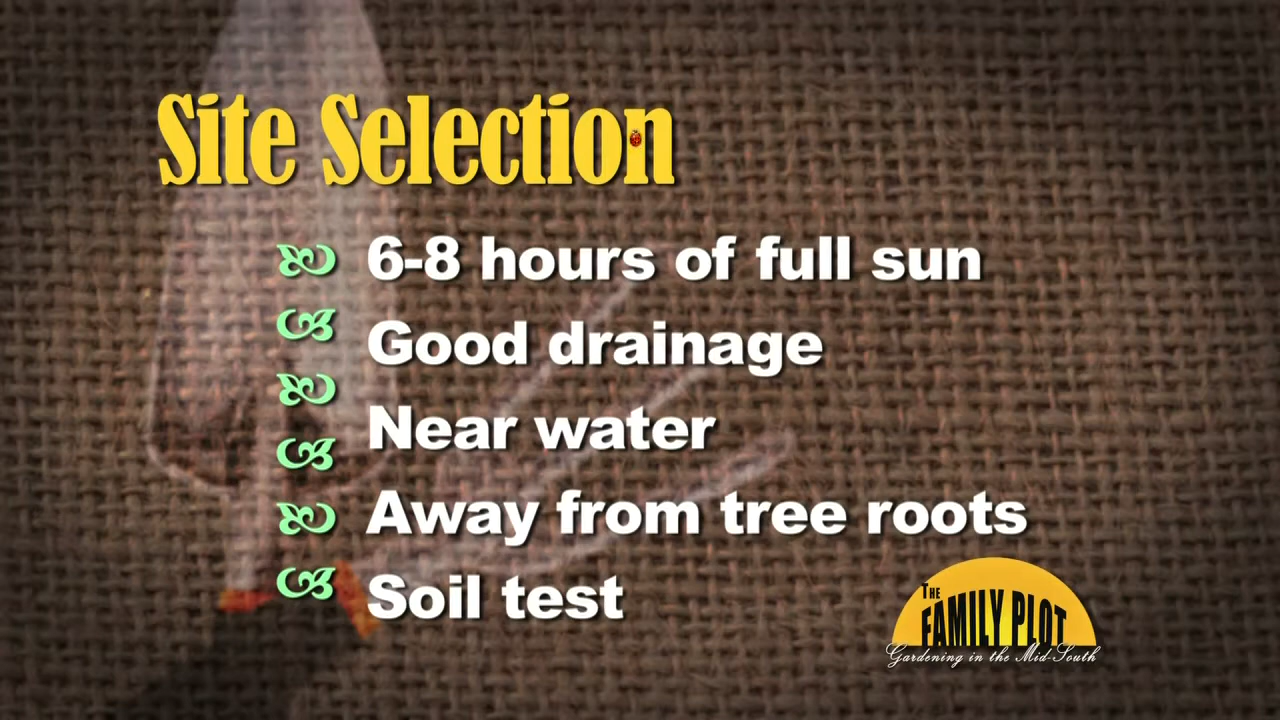 Site Selection
6-8 hours of full sun
Good drainage
Near water
Away from tree roots
Soil test
THE
FAMILY PLOT
Gardening in the Mid-South